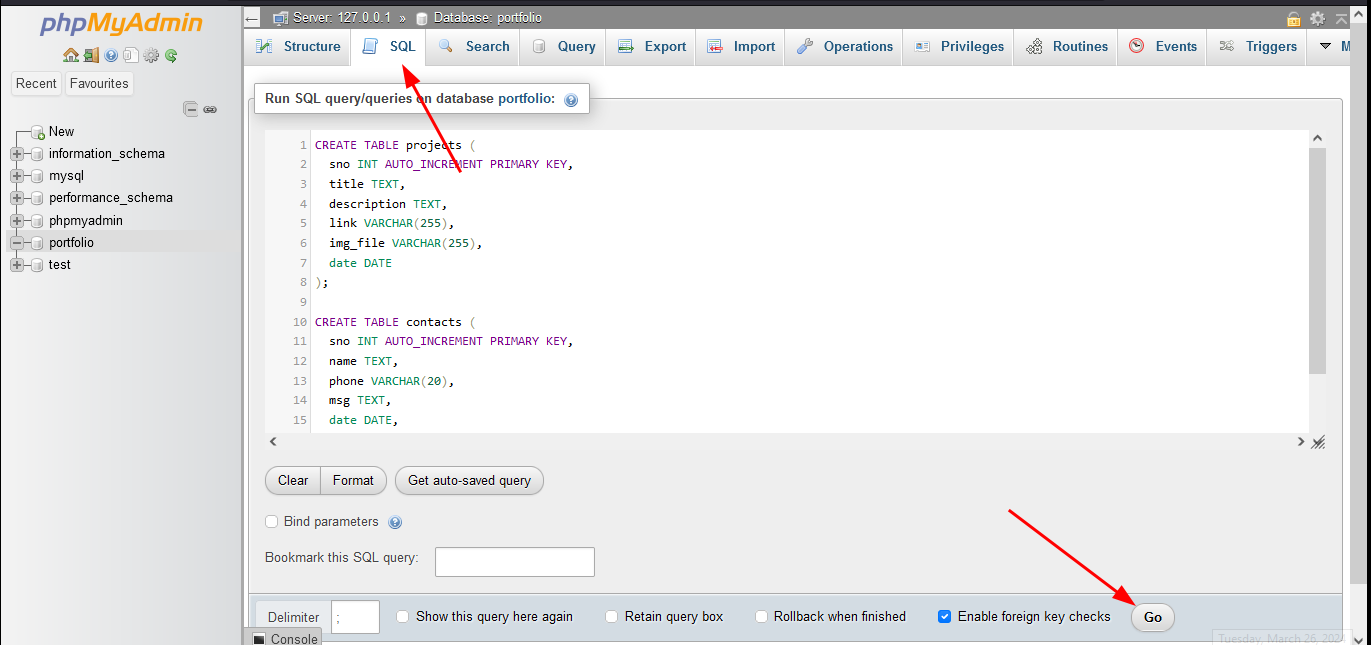 phpMyAdmin
Recent Favourites
New
information_schema
mysql
performance_schema
phpmyadmin
portfolio
test
Server: 127.0.0.1 » Database: portfolio
Structure SQL Search Query Export Import Operations Privileges Routines Events Triggers M
Run SQL query/queries on database portfolio:
1 CREATE TABLE projects (
2 sno INT AUTO_INCREMENT PRIMARY KEY,
3 title TEXT,
4 description TEXT,
5 link VARCHAR(255),
6 img_file VARCHAR(255),
7 date DATE
8 );
9
10 CREATE TABLE contacts (
11 sno INT AUTO_INCREMENT PRIMARY KEY,
12 name TEXT,
13 phone VARCHAR(20),
14 msg TEXT,
15 date DATE,
Clear Format Get auto-saved query
Bind parameters
Bookmark this SQL query:
Delimiter ; Show this query here again Retain query box Rollback when finished Enable foreign key checks Go
Console
Tuesday, March 26, 2024